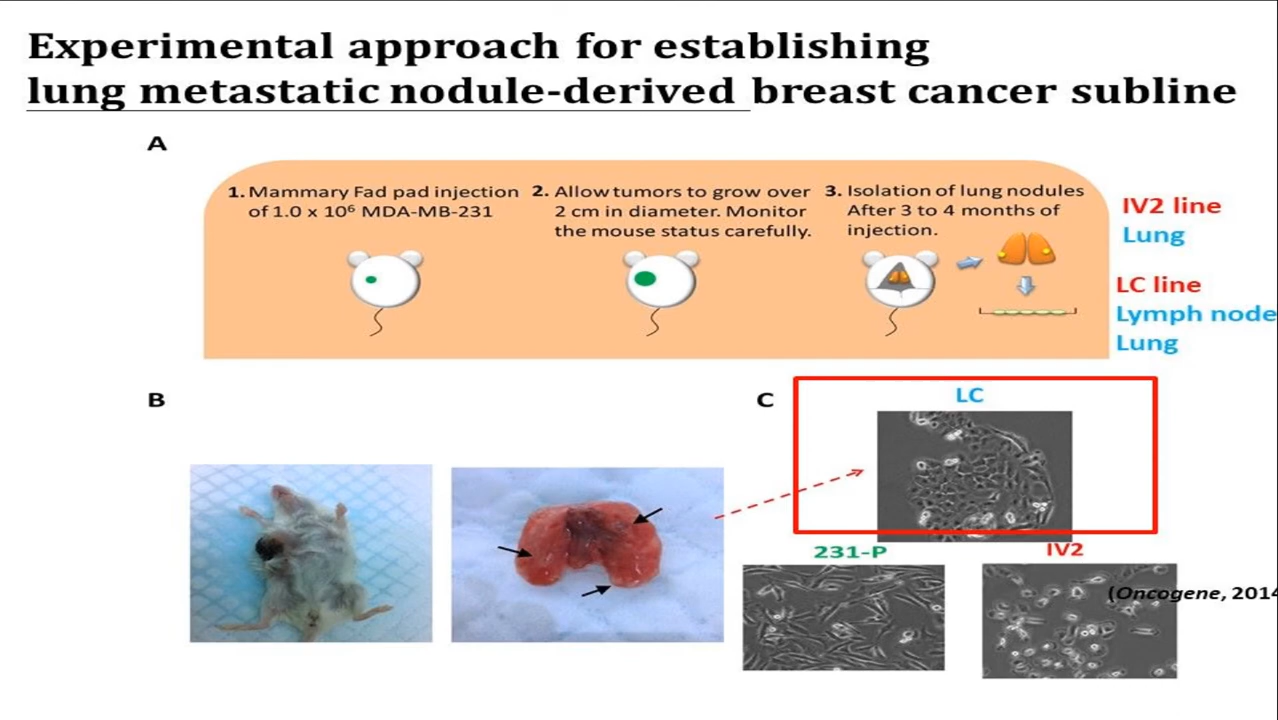 Experimental approach for establishing
lung metastatic nodule-derived breast cancer subline
A
1. Mammary Fad pad injection
of 1.0 x 10⁶ MDA-MB-231
2. Allow tumors to grow over
2 cm in diameter. Monitor
the mouse status carefully.
3. Isolation of lung nodules
After 3 to 4 months of
injection.
IV2 line
Lung
LC line
Lymph node
Lung
B
C
LC
231-P
IV2
(Oncogene, 2014